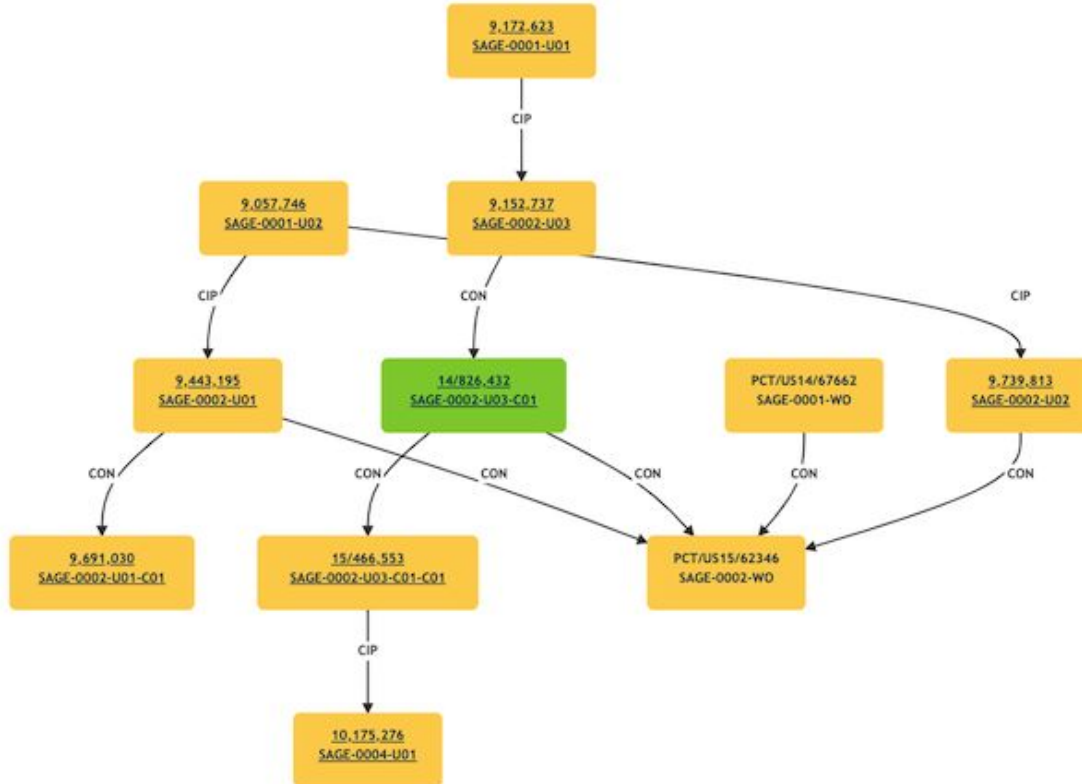 9,172,623
SAGE-0001-U01
CIP
9,057,746
SAGE-0001-U02
9,152,737
SAGE-0002-U03
CIP
CON
CIP
9,443,195
SAGE-0002-U01
14/826,432
SAGE-0002-U03-C01
PCT/US14/67662
SAGE-0001-WO
9,739,813
SAGE-0002-U02
CON
CON
CON
CON
CON
CON
9,691,030
SAGE-0002-U01-C01
15/466,553
SAGE-0002-U03-C01-C01
PCT/US15/62346
SAGE-0002-WO
CIP
10,175,276
SAGE-0004-U01